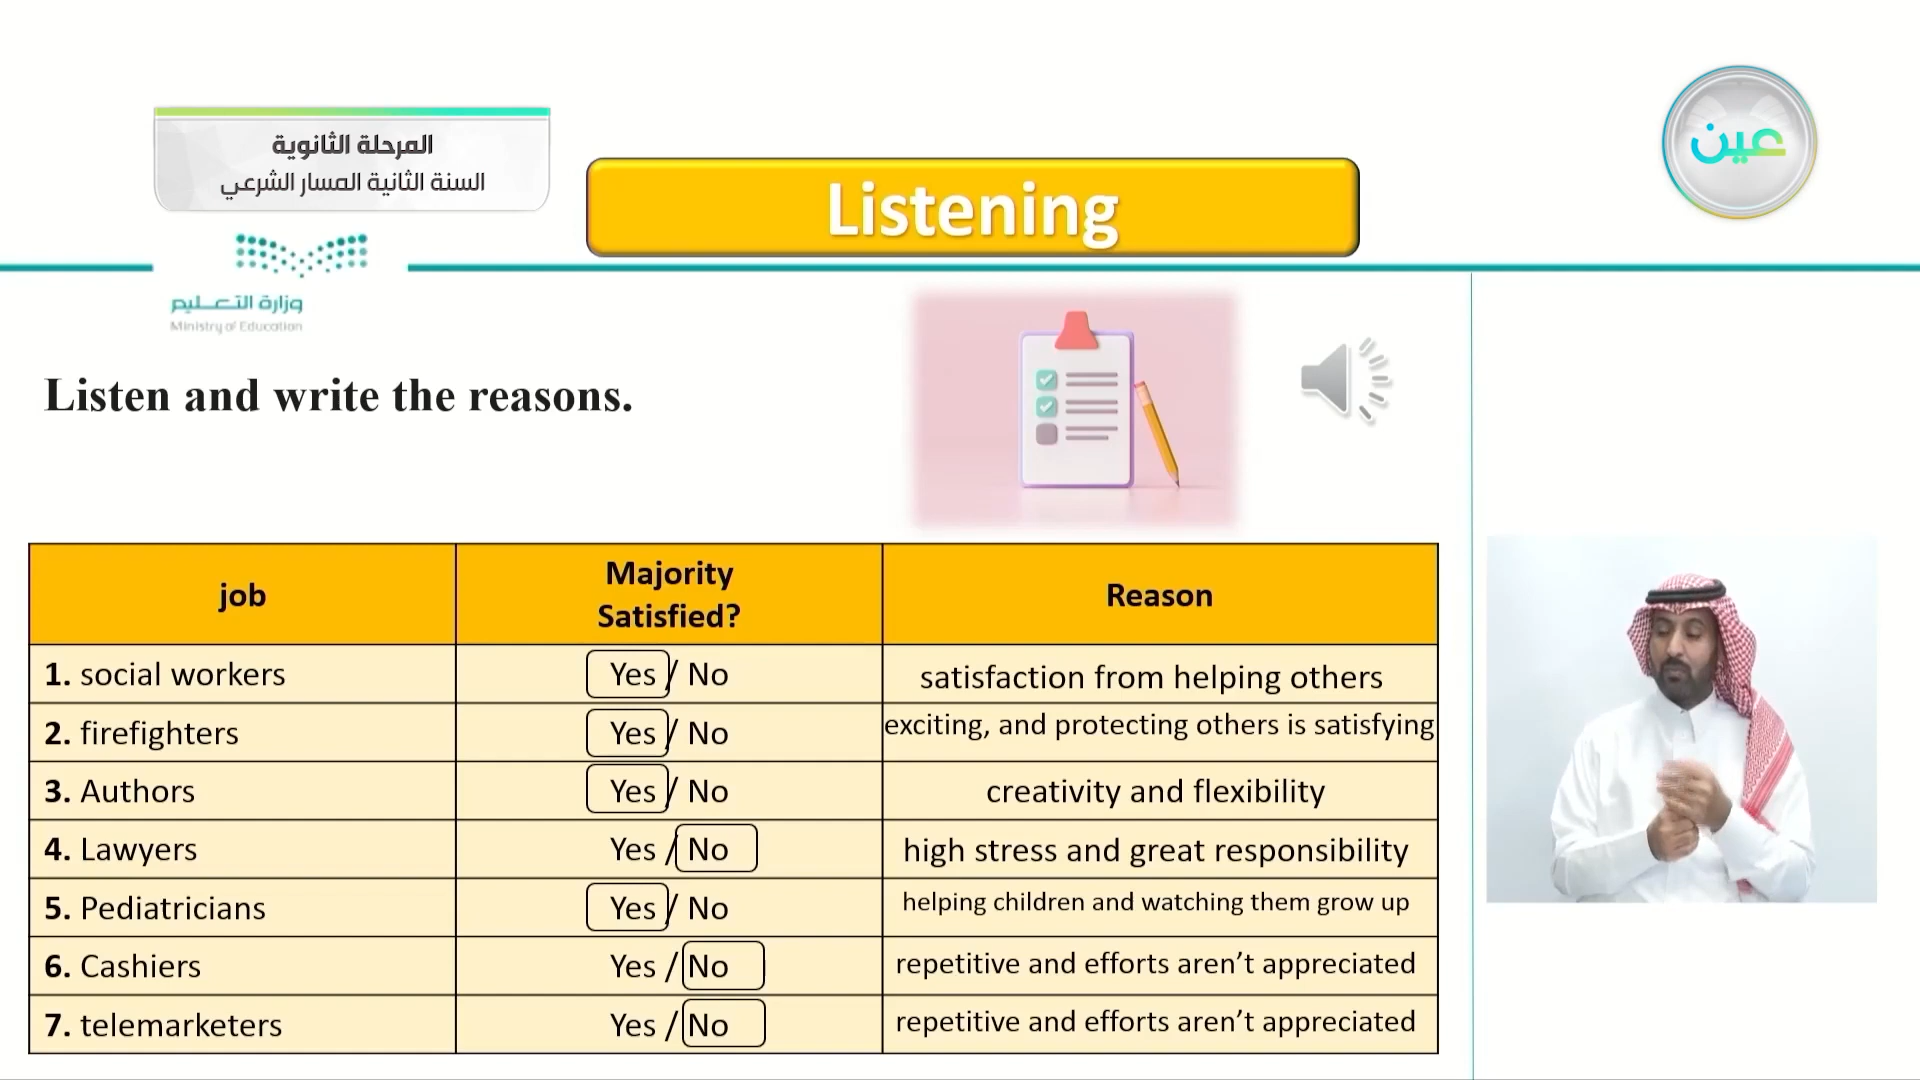 المرحلة الثانوية
السنة الثانية المسار الشرعي
Listening
عين
وزارة التعليم
Ministry of Education
Listen and write the reasons.
job Majority Satisfied? Reason
1. social workers Yes / No satisfaction from helping others
2. firefighters Yes / No exciting, and protecting others is satisfying
3. Authors Yes / No creativity and flexibility
4. Lawyers Yes / No high stress and great responsibility
5. Pediatricians Yes / No helping children and watching them grow up
6. Cashiers Yes / No repetitive and efforts aren’t appreciated
7. telemarketers Yes / No repetitive and efforts aren’t appreciated